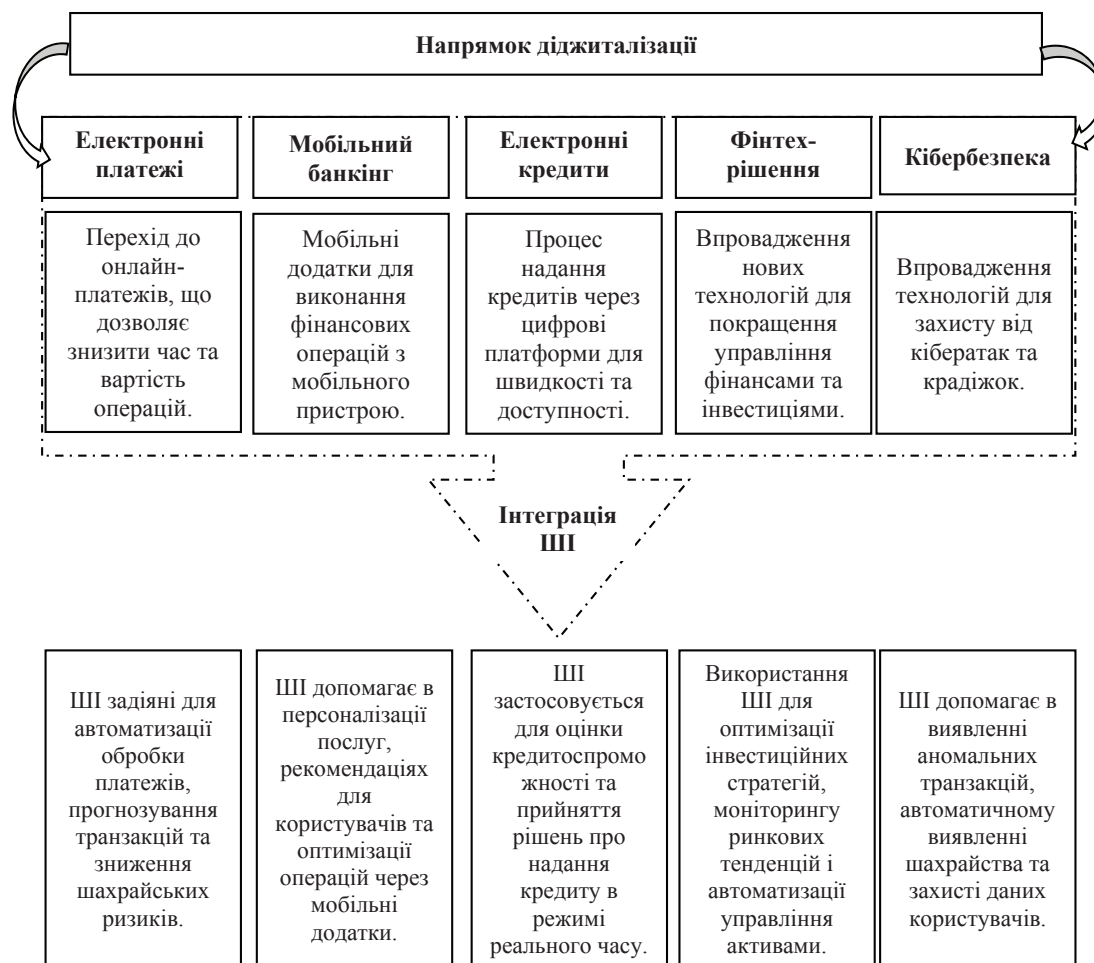 Напрямок діджиталізації
Електронні
платежі
Мобільний
банкінг
Електронні
кредити
Фінтех-
рішення
Кібербезпека
Перехід до
онлайн-
платежів, що
дозволяє
знизити час та
вартість
операцій.
Мобільні
додатки для
виконання
фінансових
операцій з
мобільного
пристрою.
Процес
надання
кредитів через
цифрові
платформи для
швидкості та
доступності.
Впровадження
нових
технологій для
покращення
управління
фінансами та
інвестиціями.
Впровадження
технологій для
захисту від
кібератак та
крадіжок.
Інтеграція
ШІ
ШІ задіяні для
автоматизації
обробки
платежів,
прогнозування
транзакцій та
зниження
шахрайських
ризиків.
ШІ допомагає в
персоналізації
послуг,
рекомендаціях
для
користувачів та
оптимізації
операцій через
мобільні
додатки.
ШІ
застосовується
для оцінки
кредитоспромо
жності та
прийняття
рішень про
надання
кредиту в
режимі
реального часу.
Використання
ШІ для
оптимізації
інвестиційних
стратегій,
моніторингу
ринкових
тенденцій і
автоматизації
управління
активами.
ШІ допомагає в
виявленні
аномальних
транзакцій,
автоматичному
виявленні
шахрайства та
захисті даних
користувачів.